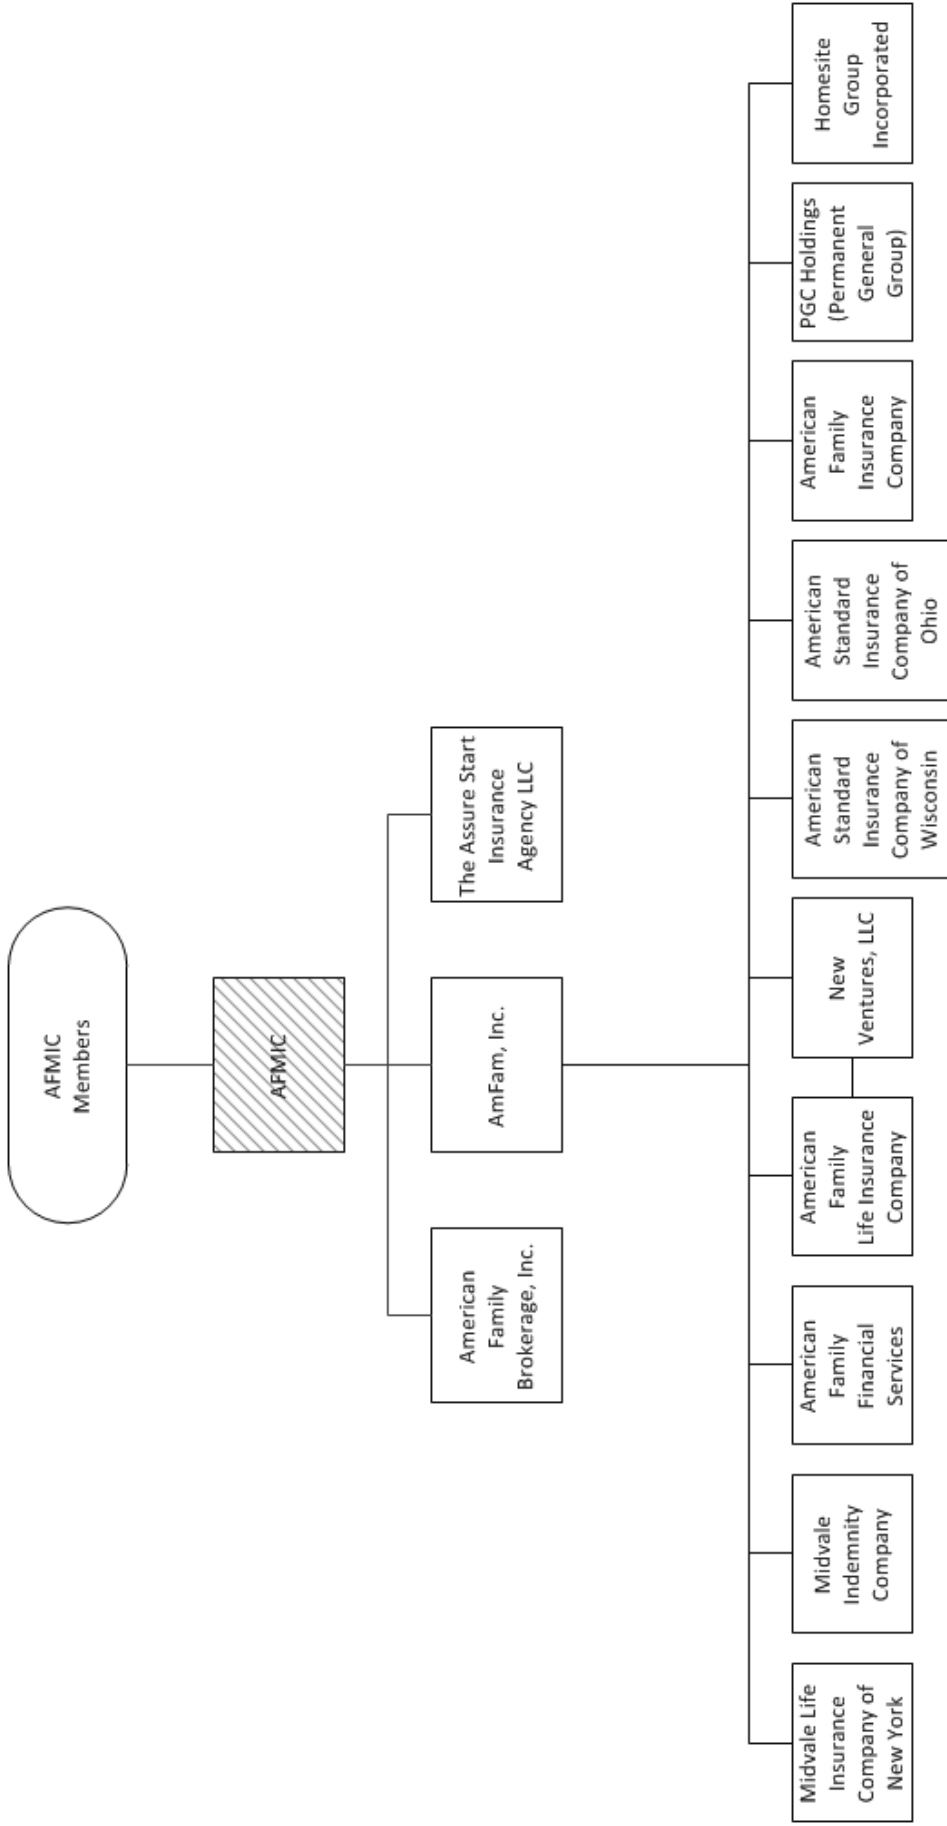 AFMIC
Members
AFMIC
American
Family
Brokerage, Inc.
AmFam, Inc.
The Assure Start
Insurance
Agency LLC
Midvale Life
Insurance
Company of
New York
Midvale
Indemnity
Company
American
Family
Financial
Services
American
Family
Life Insurance
Company
New
Ventures, LLC
American
Standard
Insurance
Company of
Wisconsin
American
Standard
Insurance
Company of
Ohio
American
Family
Insurance
Company
PGC Holdings
(Permanent
General
Group)
Homesite
Group
Incorporated